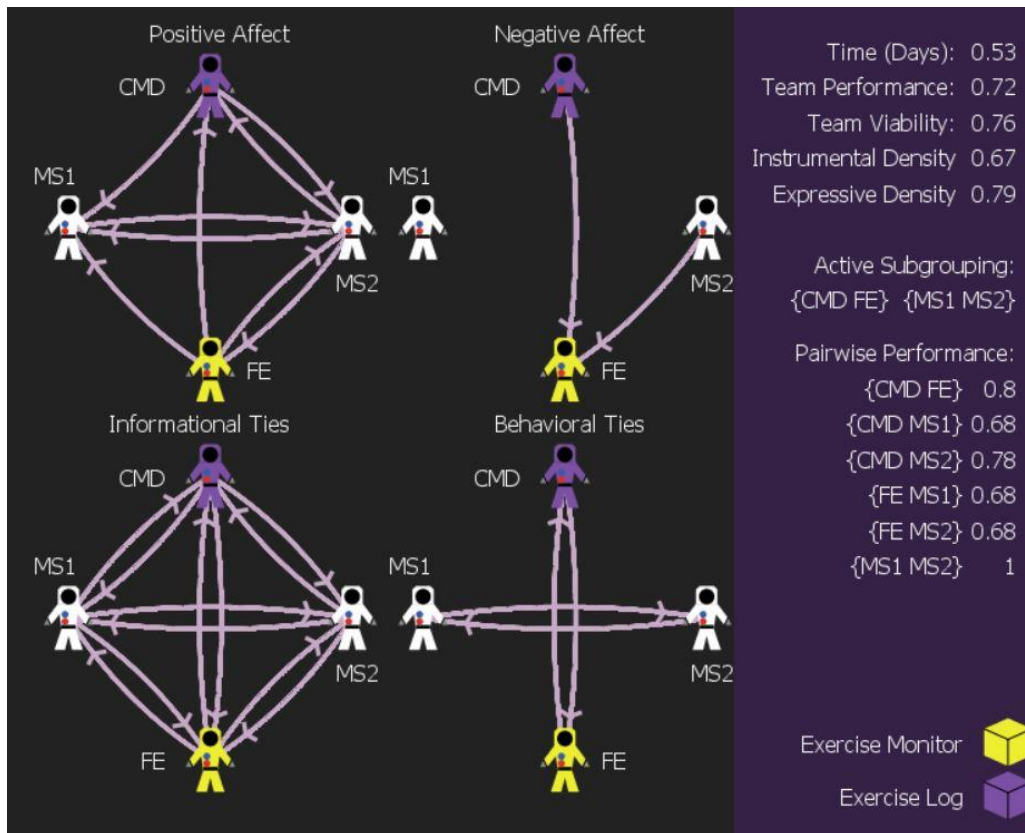 Positive Affect
CMD
MS1
MS2
FE
Negative Affect
CMD
MS1
MS2
FE
Informational Ties
CMD
MS1
MS2
FE
Behavioral Ties
CMD
MS1
MS2
FE
Time (Days): 0.53
Team Performance: 0.72
Team Viability: 0.76
Instrumental Density 0.67
Expressive Density 0.79
Active Subgrouping:
{CMD FE} {MS1 MS2}
Pairwise Performance:
{CMD FE} 0.8
{CMD MS1} 0.68
{CMD MS2} 0.78
{FE MS1} 0.68
{FE MS2} 0.68
{MS1 MS2} 1
Exercise Monitor
Exercise Log